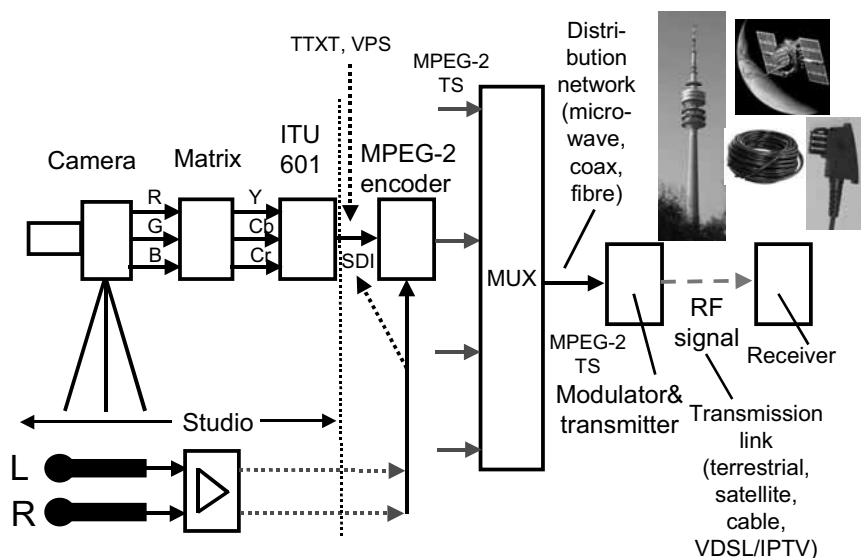 TTXT, VPS
MPEG-2
TS
Distri-
bution
network
(micro-
wave,
coax,
fibre)
Camera
Matrix
ITU
601
MPEG-2
encoder
R
G
B
Y
Cb
Cr
SDI
MUX
MPEG-2
TS
RF
signal
Modulator&
transmitter
Receiver
Studio
Transmission
link
(terrestrial,
satellite,
cable,
VDSL/IPTV)
L
R